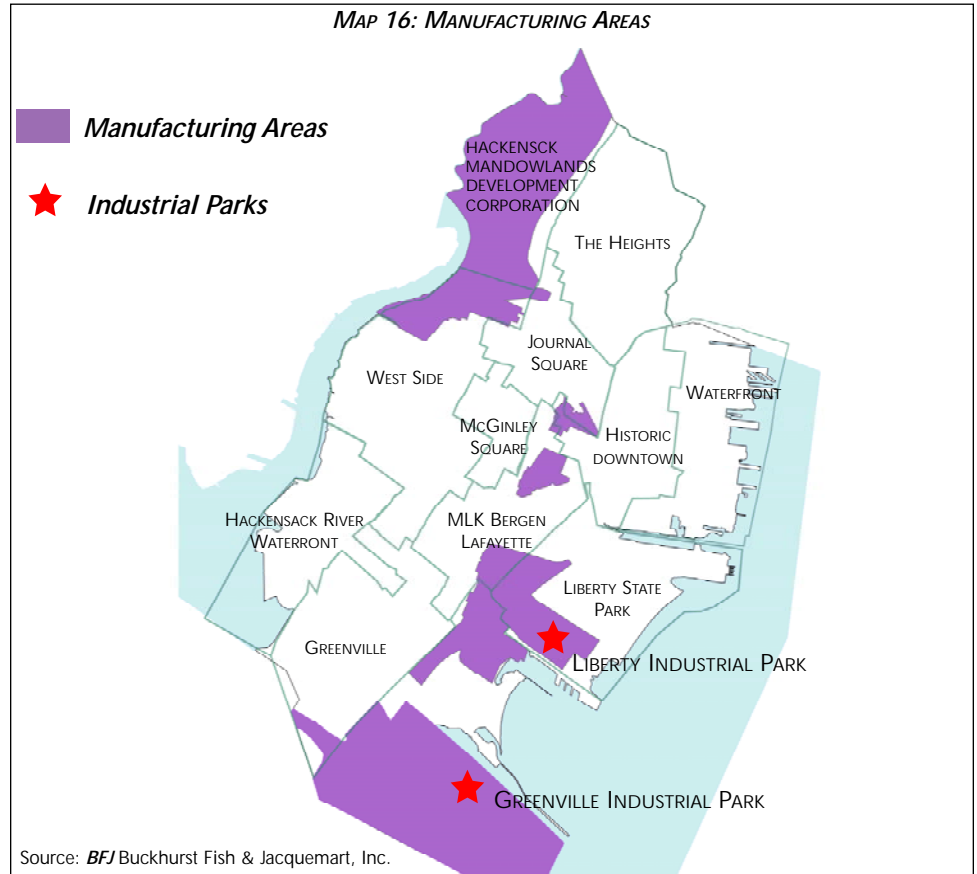 MAP 16: MANUFACTURING AREAS
Manufacturing Areas
Industrial Parks
HACKENSCK
MANDOWLANDS
DEVELOPMENT
CORPORATION
THE HEIGHTS
JOURNAL
SQUARE
WEST SIDE
WATERFRONT
MCGINLEY
SQUARE
HISTORIC
DOWNTOWN
HACKENSACK RIVER
WATERRONT
MLK BERGEN
LAFAYETTE
LIBERTY STATE
PARK
GREENVILLE
LIBERTY INDUSTRIAL PARK
GREENVILLE INDUSTRIAL PARK
Source: BFJ Buckhurst Fish & Jacquemart, Inc.